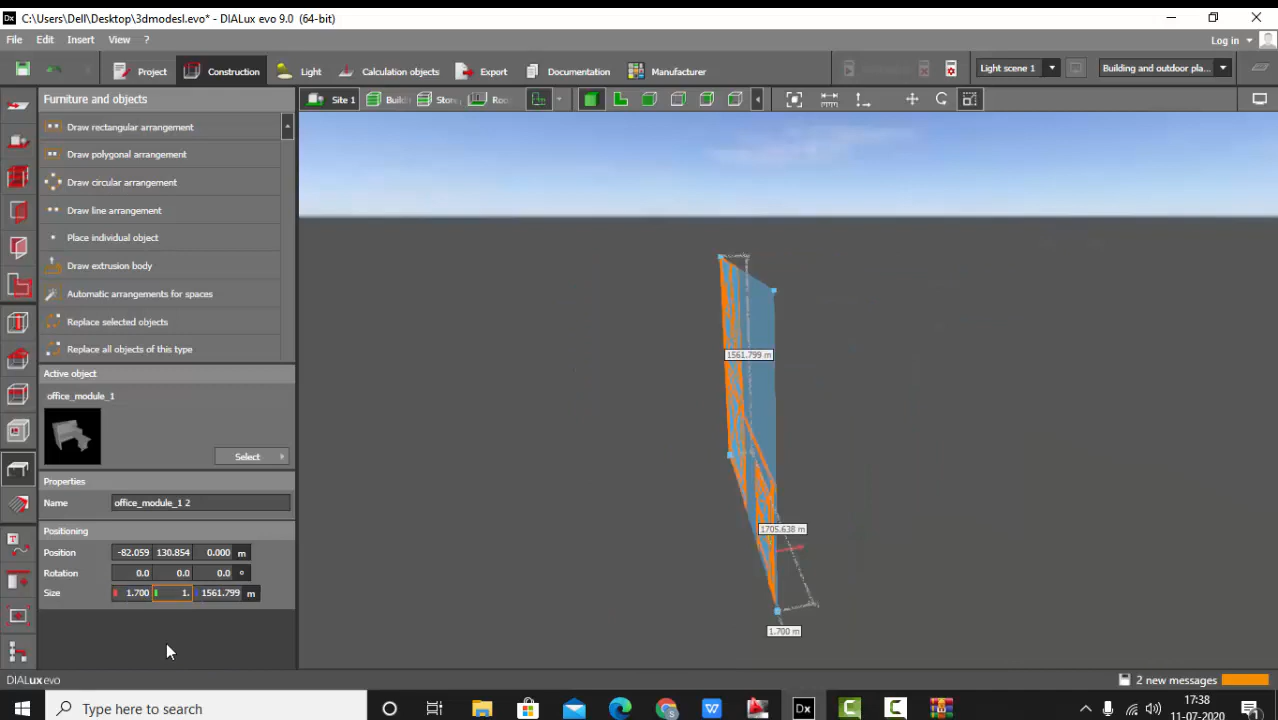 C:\Users\Dell\Desktop\3dmodesl.evo* - DIALux evo 9.0 (64-bit)
File Edit Insert View ?
Log in
Project Construction Light Calculation objects Export Documentation Manufacturer
Light scene 1 Building and outdoor pla...
Furniture and objects
Site 1 Buildi Store Roo
Draw rectangular arrangement
Draw polygonal arrangement
Draw circular arrangement
Draw line arrangement
Place individual object
Draw extrusion body
Automatic arrangements for spaces
Replace selected objects
Replace all objects of this type
Active object
office_module_1
Select
Properties
Name office_module_1 2
Positioning
Position -82.059 130.854 0.000 m
Rotation 0.0 0.0 0.0 °
Size 1.700 1. 1561.799 m
1561.799 m
1705.638 m
1.700 m
DIALux evo
2 new messages
Type here to search
17:38
11-07-2020